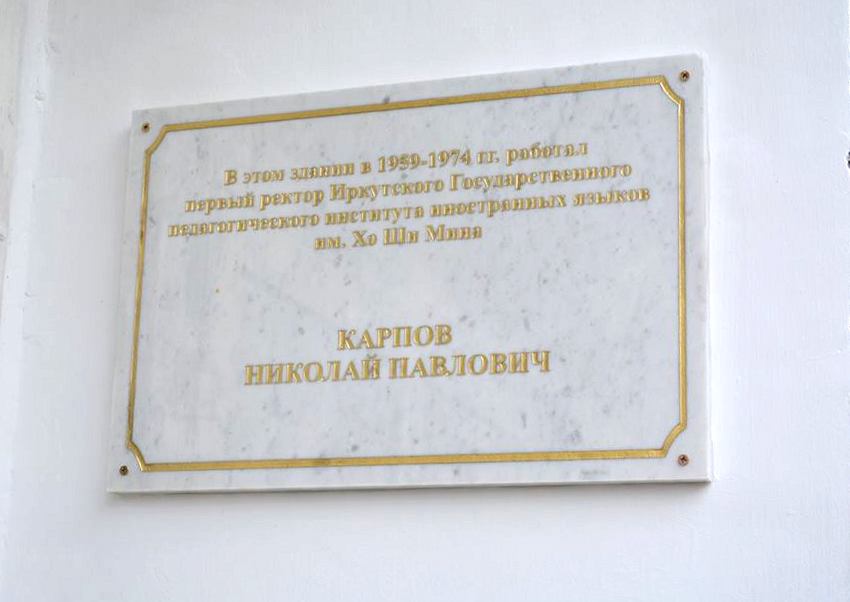 В этом здании в 1959-1974 гг. работал
первый ректор Иркутского Государственного
педагогического института иностранных языков
им. Хо Ши Мина
КАРПОВ
НИКОЛАЙ ПАВЛОВИЧ